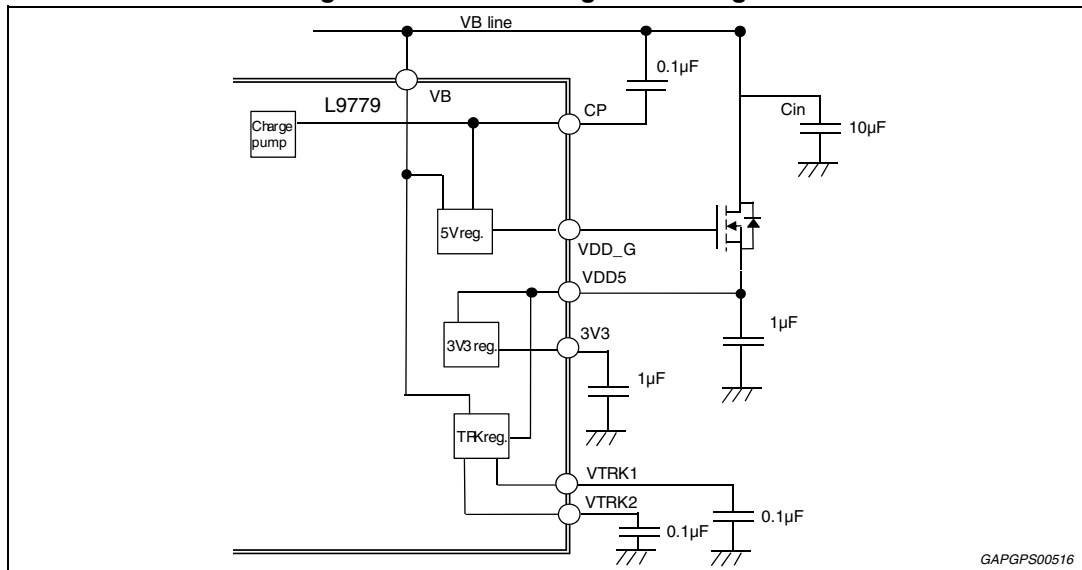 VB line
0.1µF
VB
L9779
CP
Cin
10µF
Charge
pump
5V reg.
VDD_G
VDD5
3V3
1µF
3V3 reg.
1µF
TRK reg.
VTRK1
VTRK2
0.1µF
0.1µF
GAPGPS00516